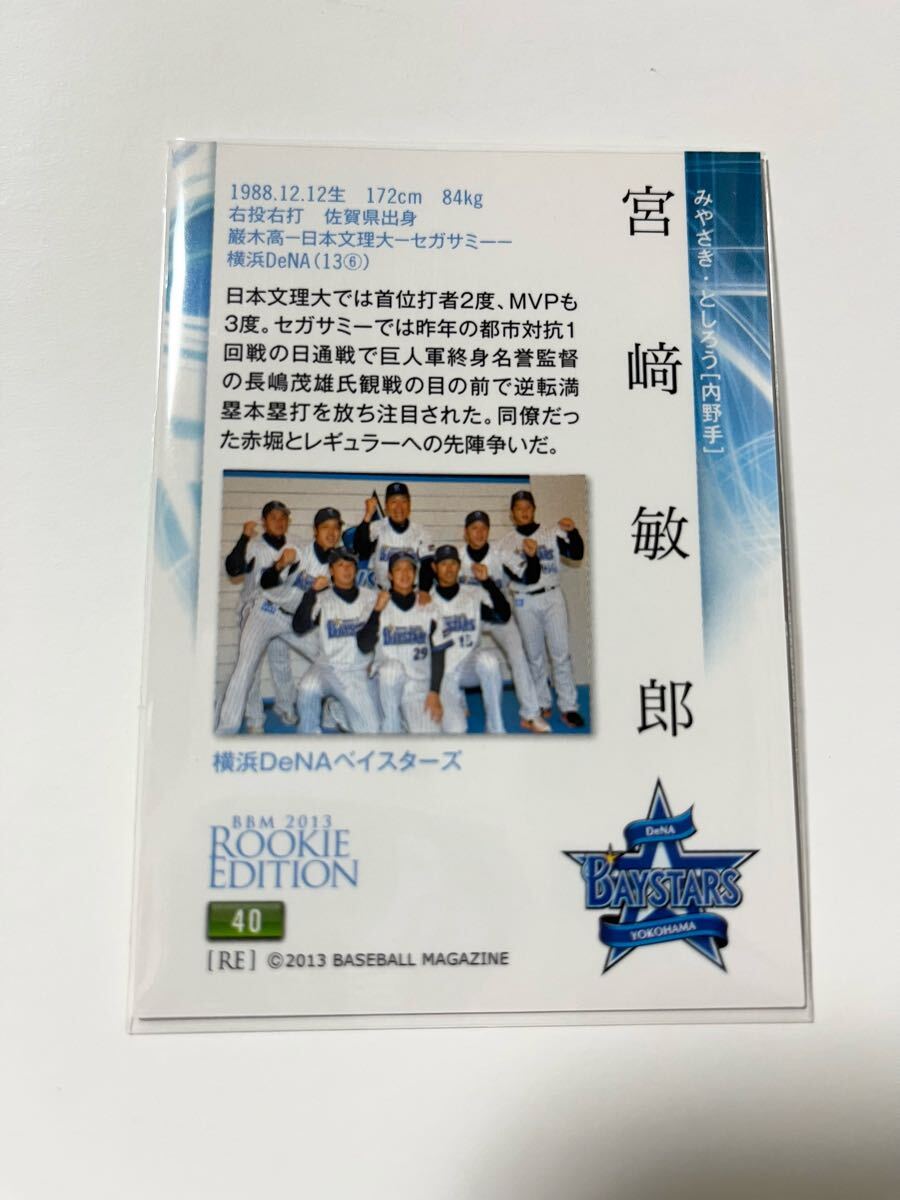 宮﨑敏郎
みやざき・としろう［内野手］
1988.12.12生　172cm　84kg
右投右打　佐賀県出身
巌木高ー日本文理大ーセガサミーー
横浜DeNA（13⑥）
日本文理大では首位打者2度、MVPも
3度。セガサミーでは昨年の都市対抗1
回戦の日通戦で巨人軍終身名誉監督
の長嶋茂雄氏観戦の目の前で逆転満
塁本塁打を放ち注目された。同僚だっ
た赤堀とレギュラーへの先陣争いだ。
BAYSTARS
29
15
横浜DeNAベイスターズ
BBM 2013
ROOKIE
EDITION
40
[RE] ©2013 BASEBALL MAGAZINE
DeNA
BAYSTARS
YOKOHAMA